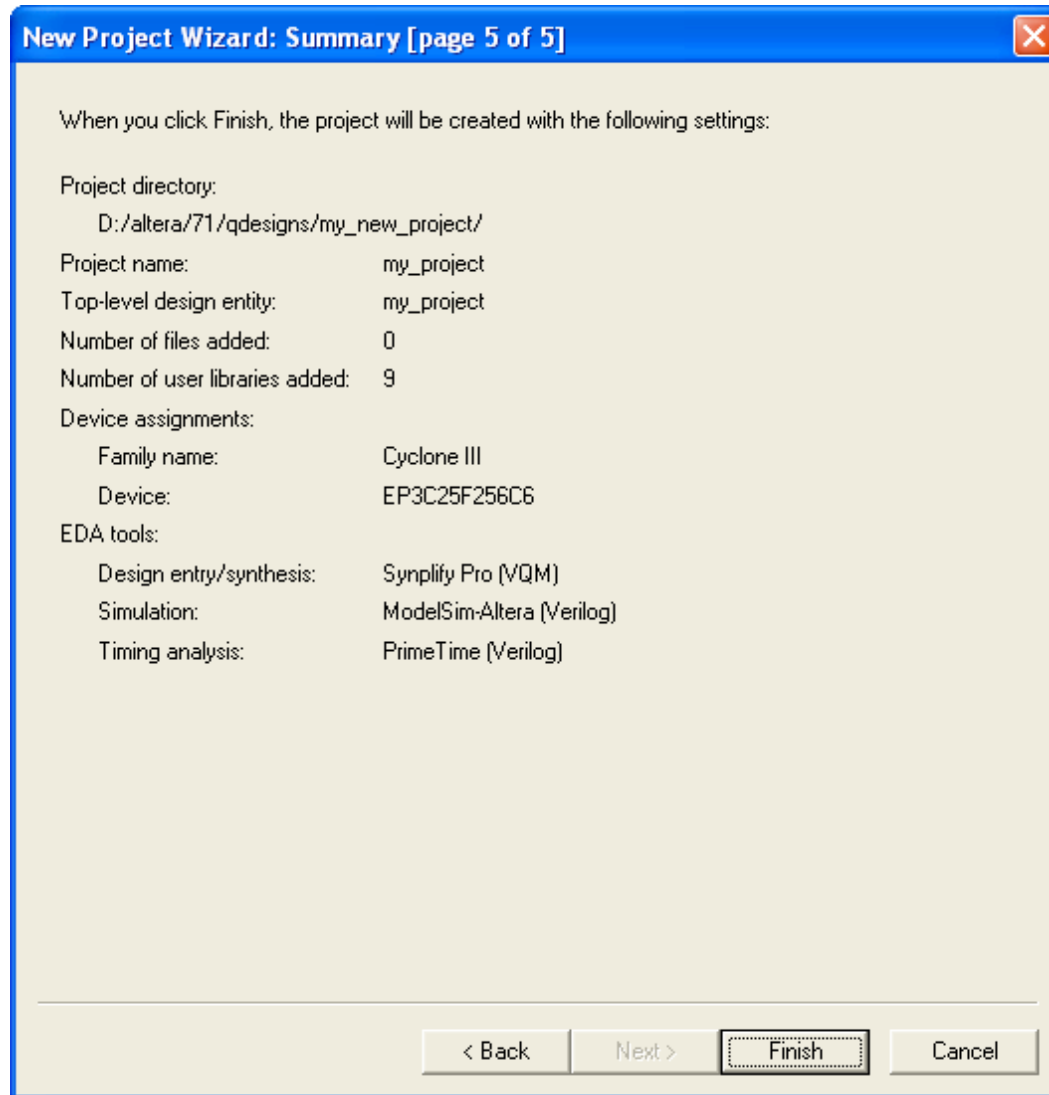 New Project Wizard: Summary [page 5 of 5]
When you click Finish, the project will be created with the following settings:
Project directory:
D:/altera/71/qdesigns/my_new_project/
Project name: my_project
Top-level design entity: my_project
Number of files added: 0
Number of user libraries added: 9
Device assignments:
Family name: Cyclone III
Device: EP3C25F256C6
EDA tools:
Design entry/synthesis: Synplify Pro (VQM)
Simulation: ModelSim-Altera (Verilog)
Timing analysis: PrimeTime (Verilog)
< Back Next > Finish Cancel